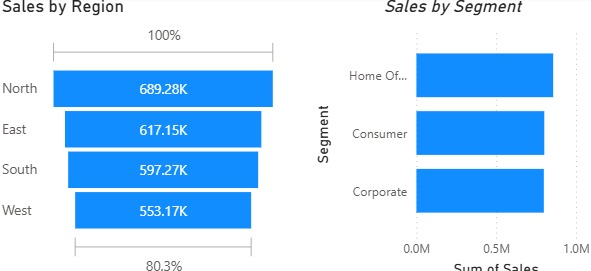 Sales by Region
100%
North 689.28K
East 617.15K
South 597.27K
West 553.17K
80.3%
Sales by Segment
Segment
Home Of...
Consumer
Corporate
0.0M 0.5M 1.0M
Sum of Sales